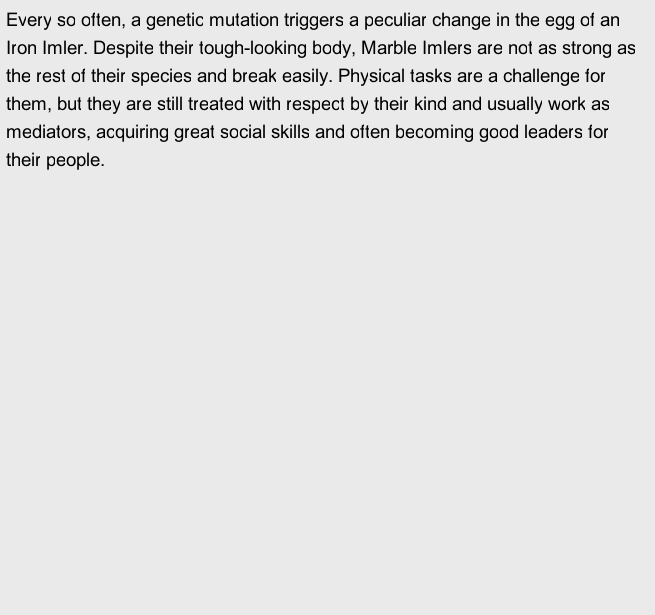 Every so often, a genetic mutation triggers a peculiar change in the egg of an
Iron Imler. Despite their tough-looking body, Marble Imlers are not as strong as
the rest of their species and break easily. Physical tasks are a challenge for
them, but they are still treated with respect by their kind and usually work as
mediators, acquiring great social skills and often becoming good leaders for
their people.